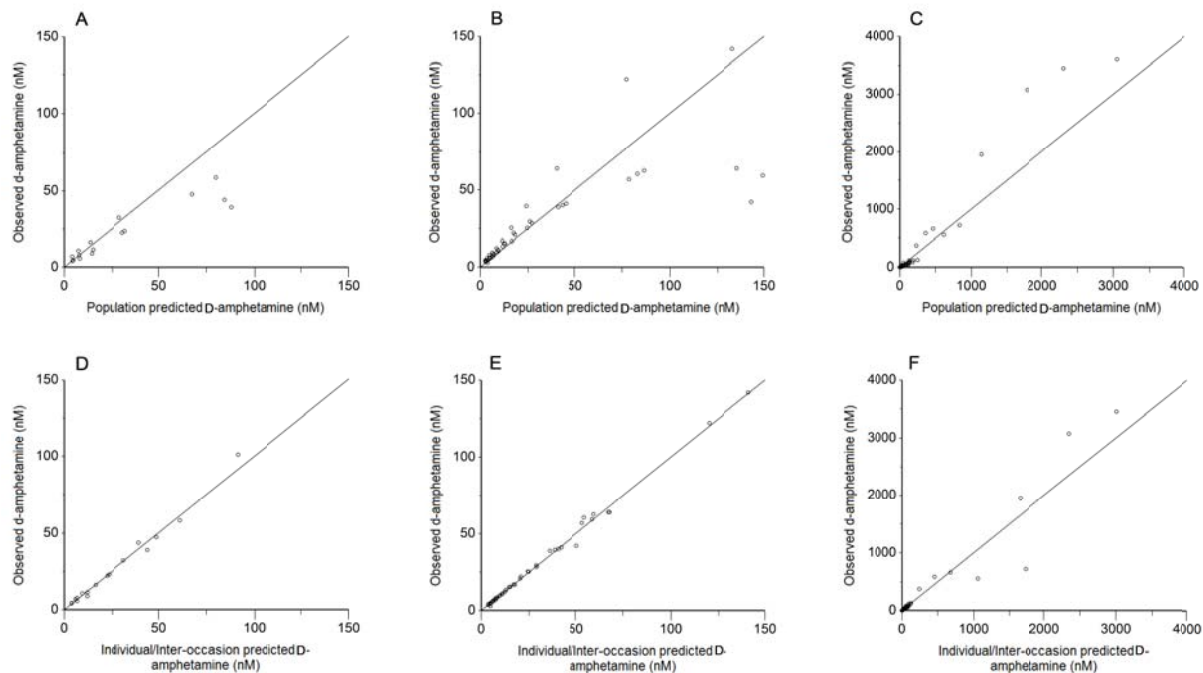 A
150
100
50
0
0
50
100
150
Observed d-amphetamine (nM)
Population predicted D-amphetamine (nM)
B
150
100
50
0
0
50
100
150
Observed d-amphetamine (nM)
Population predicted D-amphetamine (nM)
C
4000
3000
2000
1000
0
0
1000
2000
3000
4000
Observed d-amphetamine (nM)
Population predicted D-amphetamine (nM)
D
150
100
50
0
0
50
100
150
Observed d-amphetamine (nM)
Individual/Inter-occasion predicted D-
amphetamine (nM)
E
150
100
50
0
0
50
100
150
Observed d-amphetamine (nM)
Individual/Inter-occasion predicted D-
amphetamine (nM)
F
4000
3000
2000
1000
0
0
1000
2000
3000
4000
Observed d-amphetamine (nM)
Individual/Inter-occasion predicted D-
amphetamine (nM)